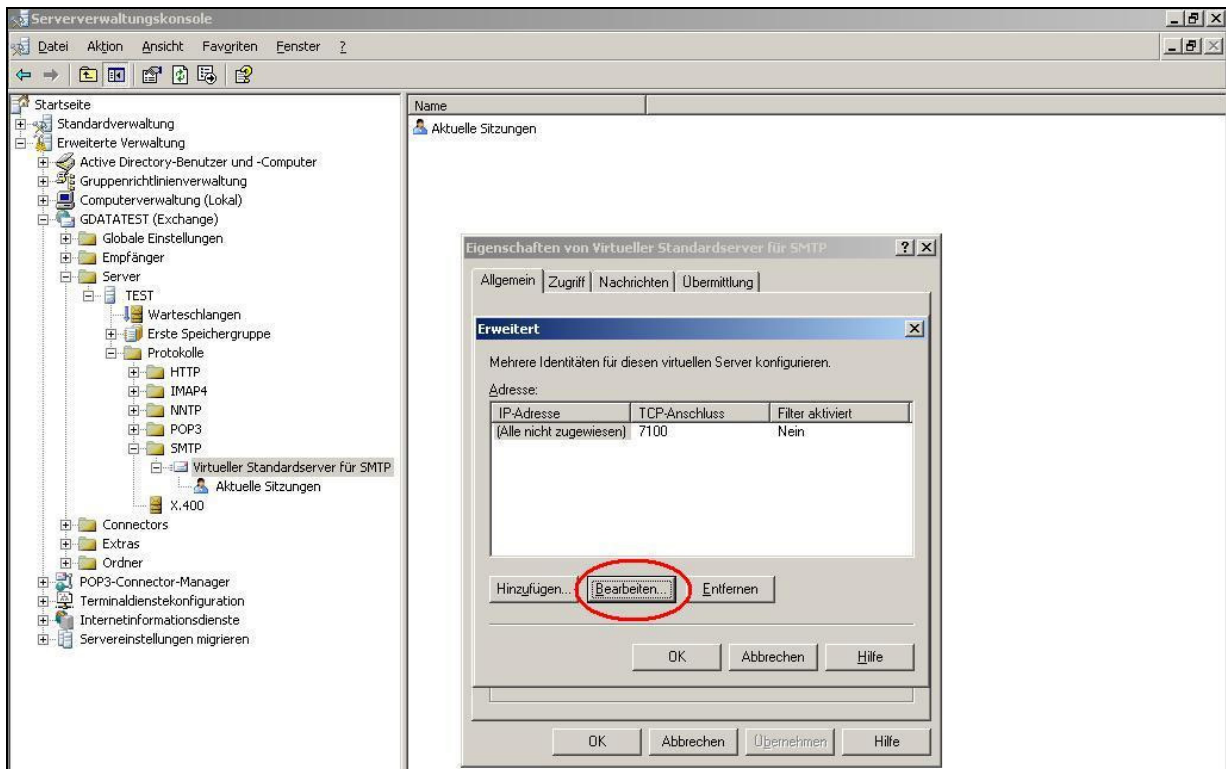 Serververwaltungskonsole
Datei Aktion Ansicht Favoriten Fenster ?
Startseite
Standardverwaltung
Erweiterte Verwaltung
Active Directory-Benutzer und -Computer
Gruppenrichtlinienverwaltung
Computerverwaltung (Lokal)
GDATATEST (Exchange)
Globale Einstellungen
Empfänger
Server
TEST
Warteschlangen
Erste Speichergruppe
Protokolle
HTTP
IMAP4
NNTP
POP3
SMTP
Virtueller Standardserver für SMTP
Aktuelle Sitzungen
X.400
Connectors
Extras
Ordner
POP3-Connector-Manager
Terminaldienstekonfiguration
Internetinformationsdienste
Servereinstellungen migrieren
Name
Aktuelle Sitzungen
Eigenschaften von Virtueller Standardserver für SMTP
Allgemein Zugriff Nachrichten Übermittlung
Erweitert
Mehrere Identitäten für diesen virtuellen Server konfigurieren.
Adresse:
IP-Adresse TCP-Anschluss Filter aktiviert
(Alle nicht zugewiesen) 7100 Nein
Hinzufügen... Bearbeiten... Entfernen
OK Abbrechen Hilfe
OK Abbrechen Übernehmen Hilfe